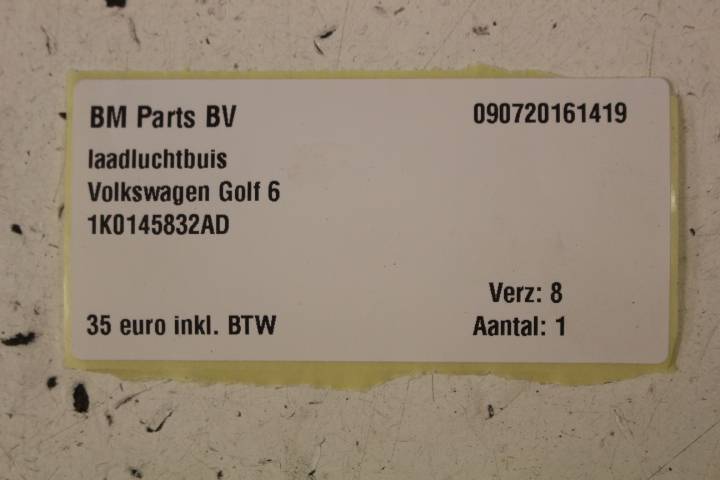 BM Parts BV 090720161419
laadluchtbuis
Volkswagen Golf 6
1K0145832AD
Verz: 8
35 euro inkl. BTW Aantal: 1